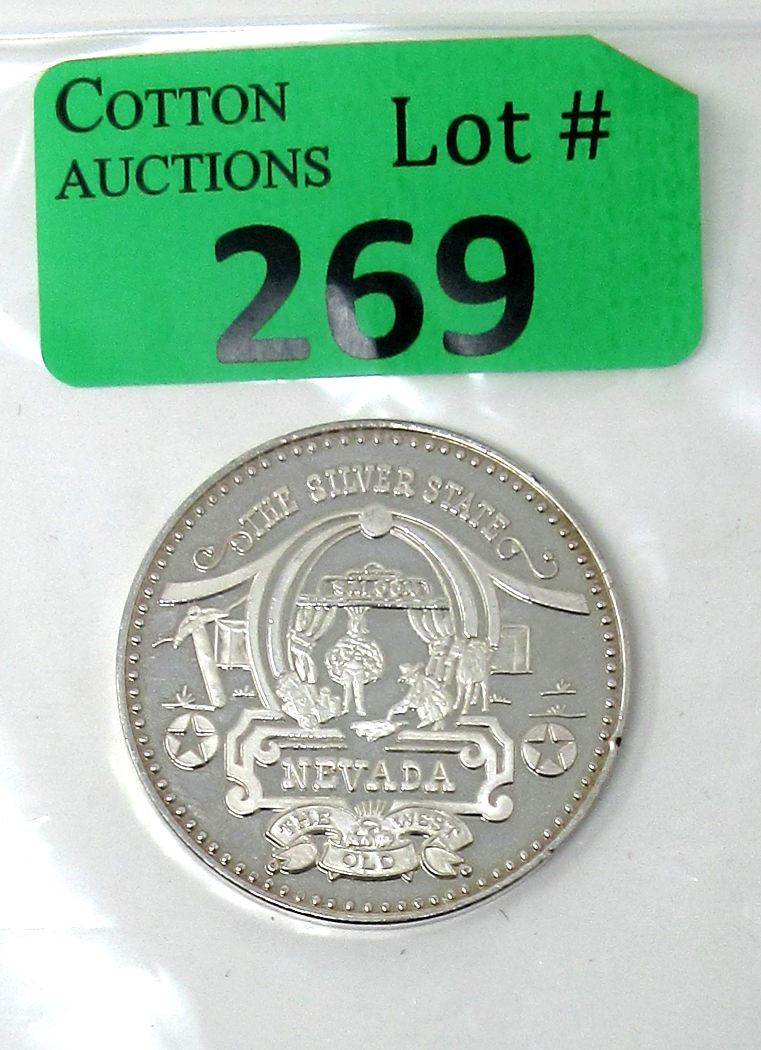 COTTON
AUCTIONS
Lot #
269
THE SILVER STATE
SALOON
NEVADA
THE OLD WEST